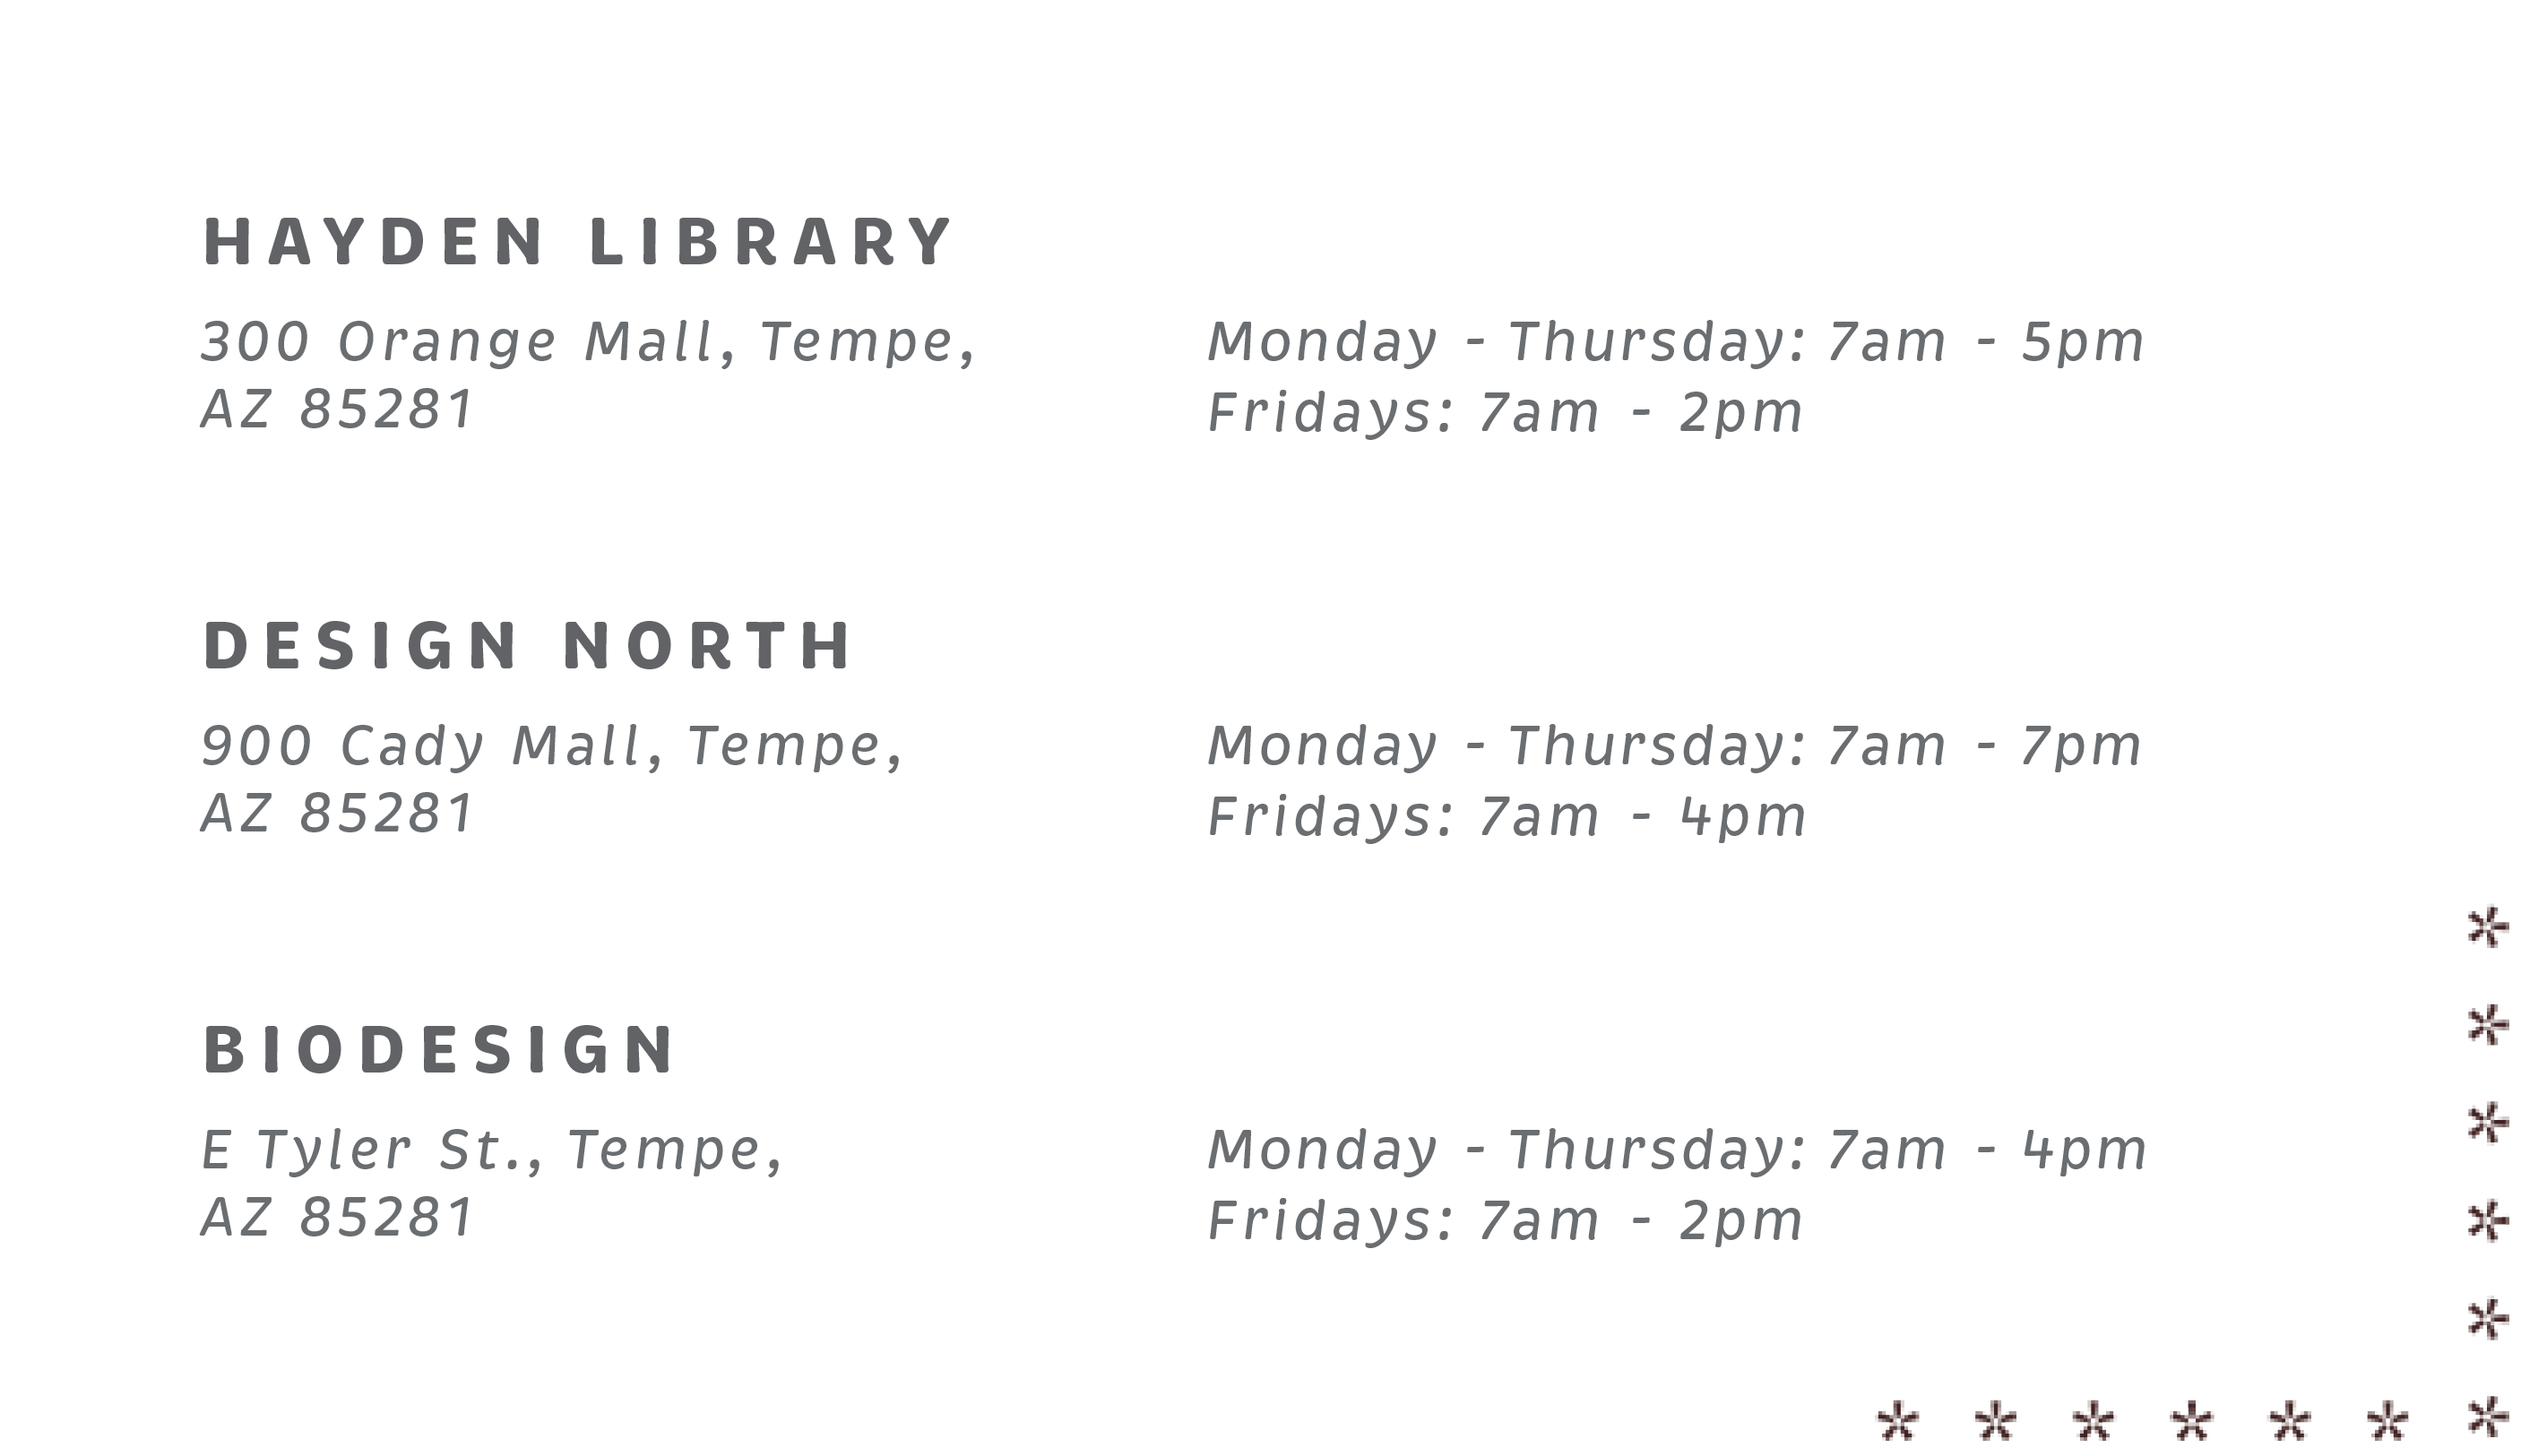 HAYDEN LIBRARY
300 Orange Mall, Tempe,
AZ 85281
Monday - Thursday: 7am - 5pm
Fridays: 7am - 2pm
DESIGN NORTH
900 Cady Mall, Tempe,
AZ 85281
Monday - Thursday: 7am - 7pm
Fridays: 7am - 4pm
BIODESIGN
E Tyler St., Tempe,
AZ 85281
Monday - Thursday: 7am - 4pm
Fridays: 7am - 2pm